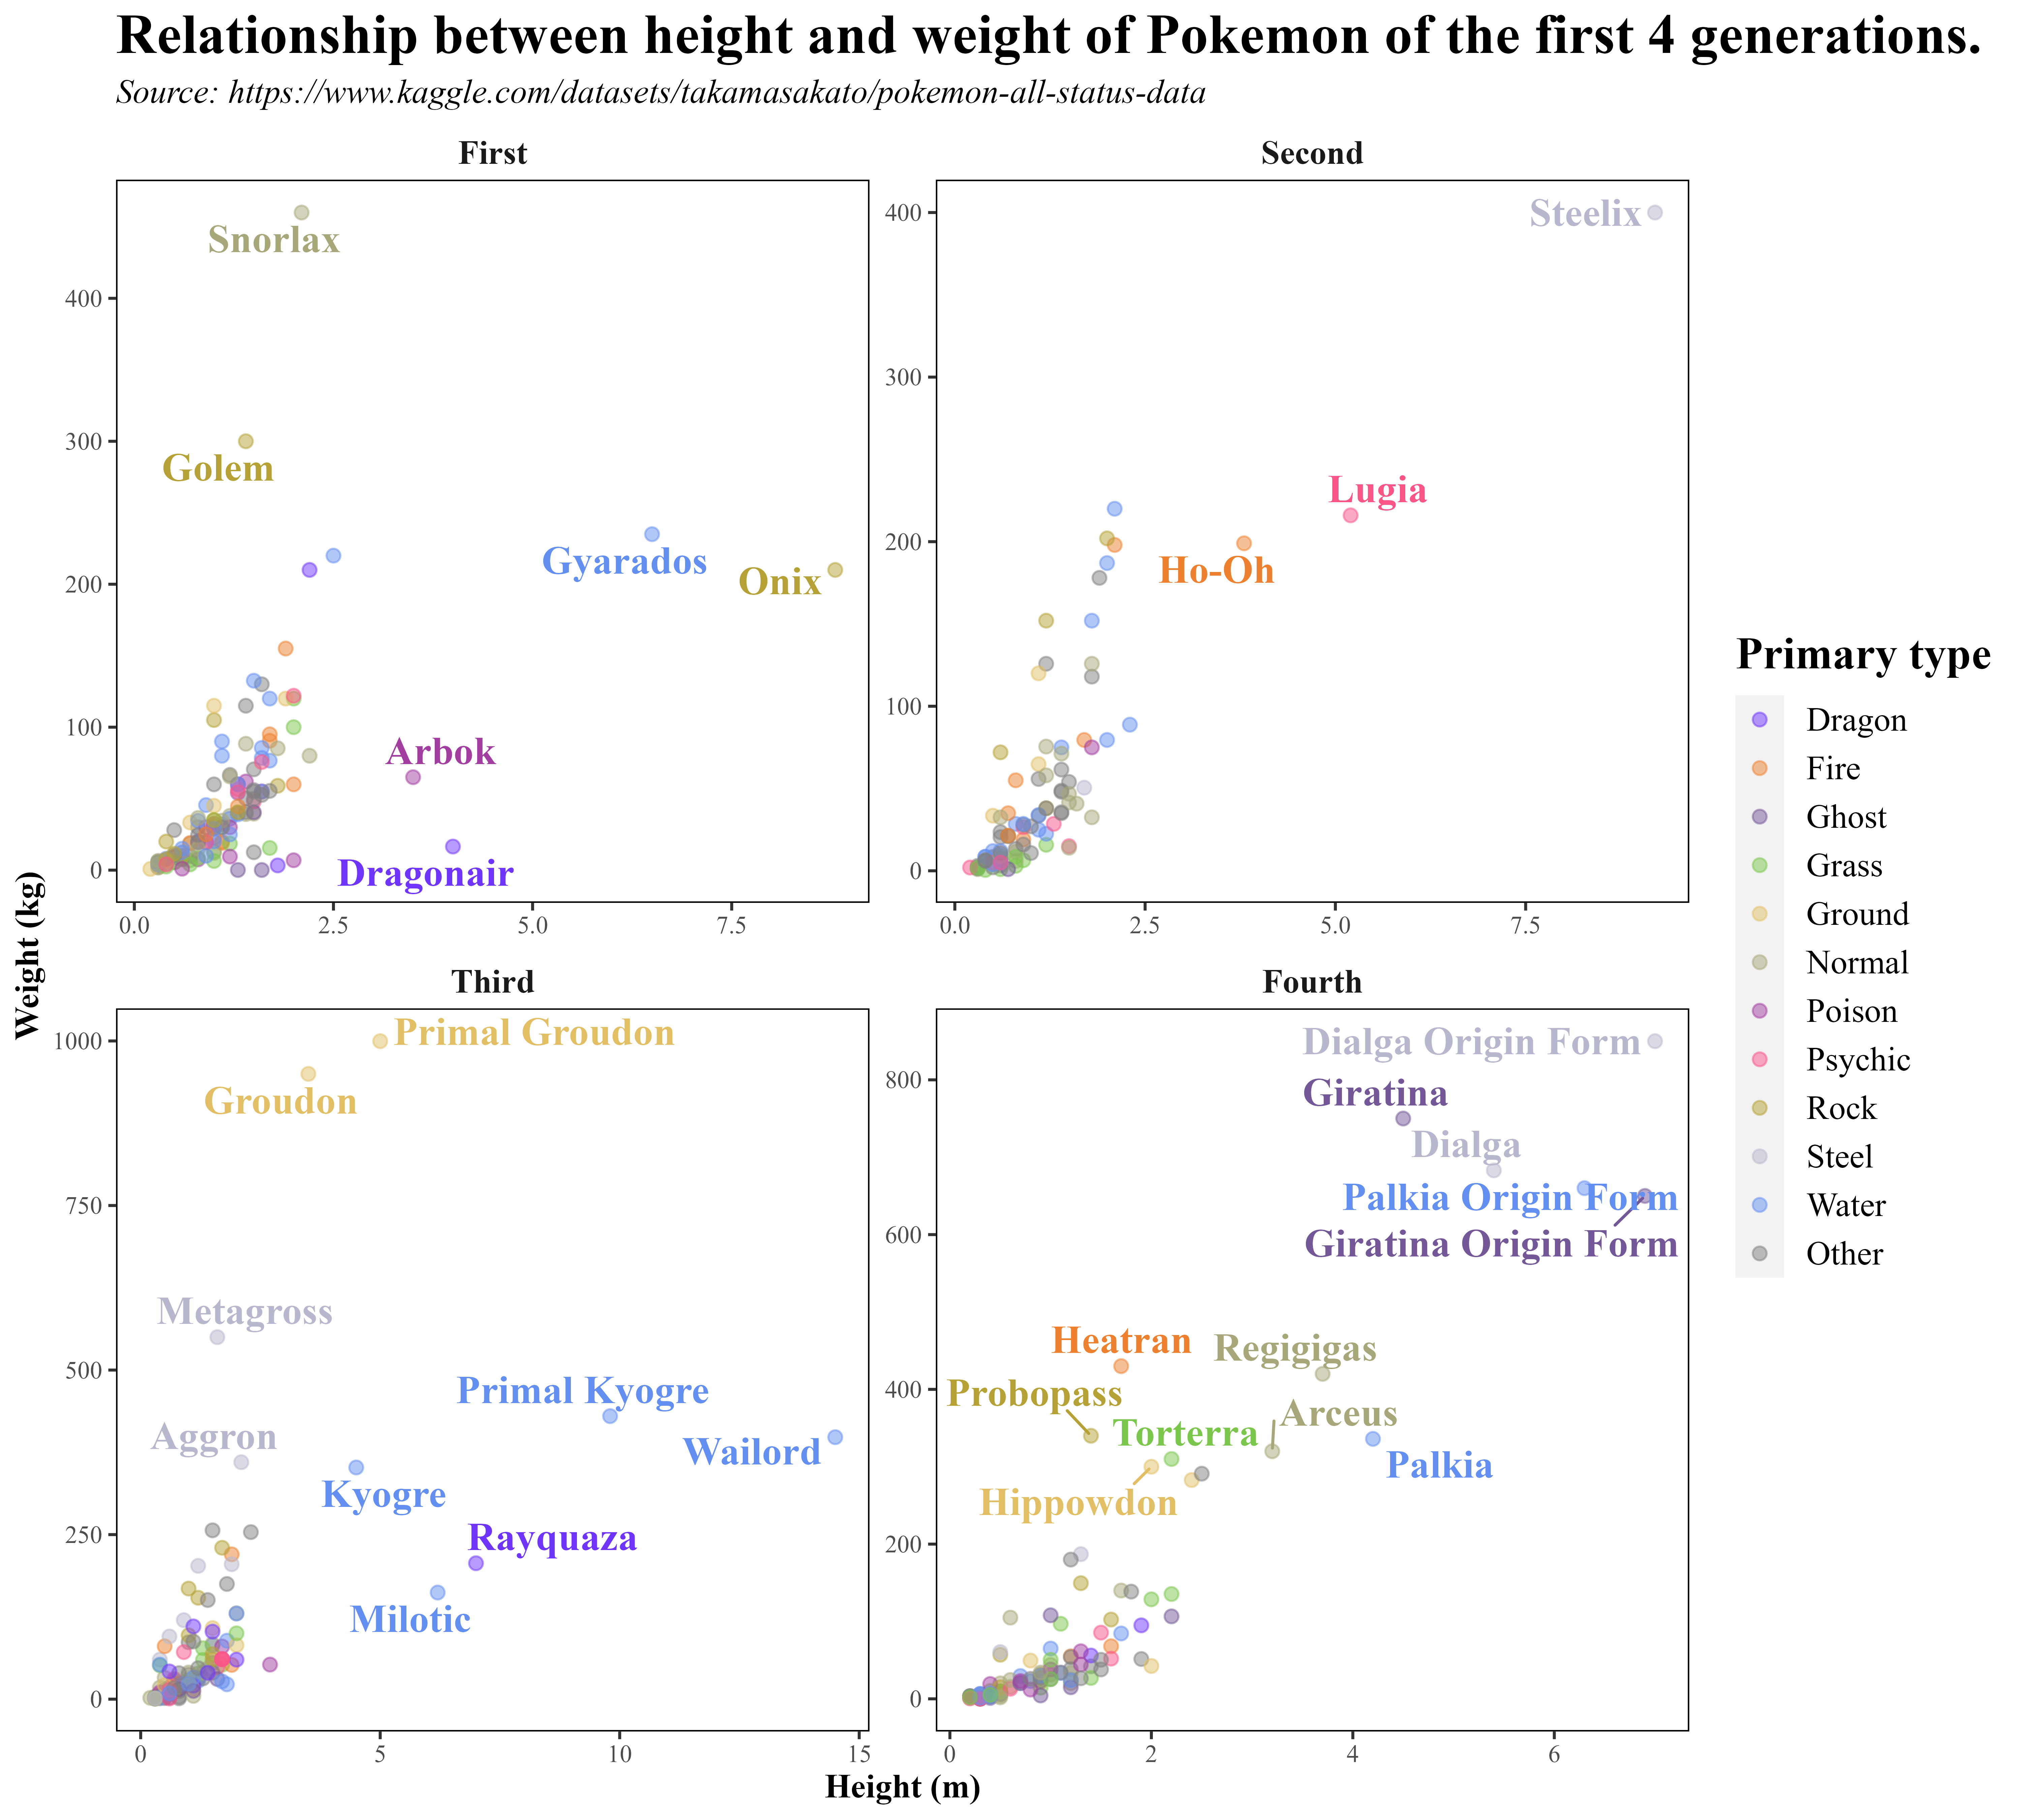 Relationship between height and weight of Pokemon of the first 4 generations.
Source: https://www.kaggle.com/datasets/takamasakato/pokemon-all-status-data
First
Snorlax
Golem
Gyarados
Onix
Arbok
Dragonair
400
300
200
100
0
0.0 2.5 5.0 7.5
Second
Steelix
Lugia
Ho-Oh
400
300
200
100
0
0.0 2.5 5.0 7.5
Weight (kg)
Third
Primal Groudon
Groudon
Metagross
Primal Kyogre
Aggron
Wailord
Kyogre
Rayquaza
Milotic
1000
750
500
250
0
0 5 10 15
Fourth
Dialga Origin Form
Giratina
Dialga
Palkia Origin Form
Giratina Origin Form
Heatran
Regigigas
Probopass
Arceus
Torterra
Palkia
Hippowdon
800
600
400
200
0
0 2 4 6
Height (m)
Primary type
Dragon
Fire
Ghost
Grass
Ground
Normal
Poison
Psychic
Rock
Steel
Water
Other